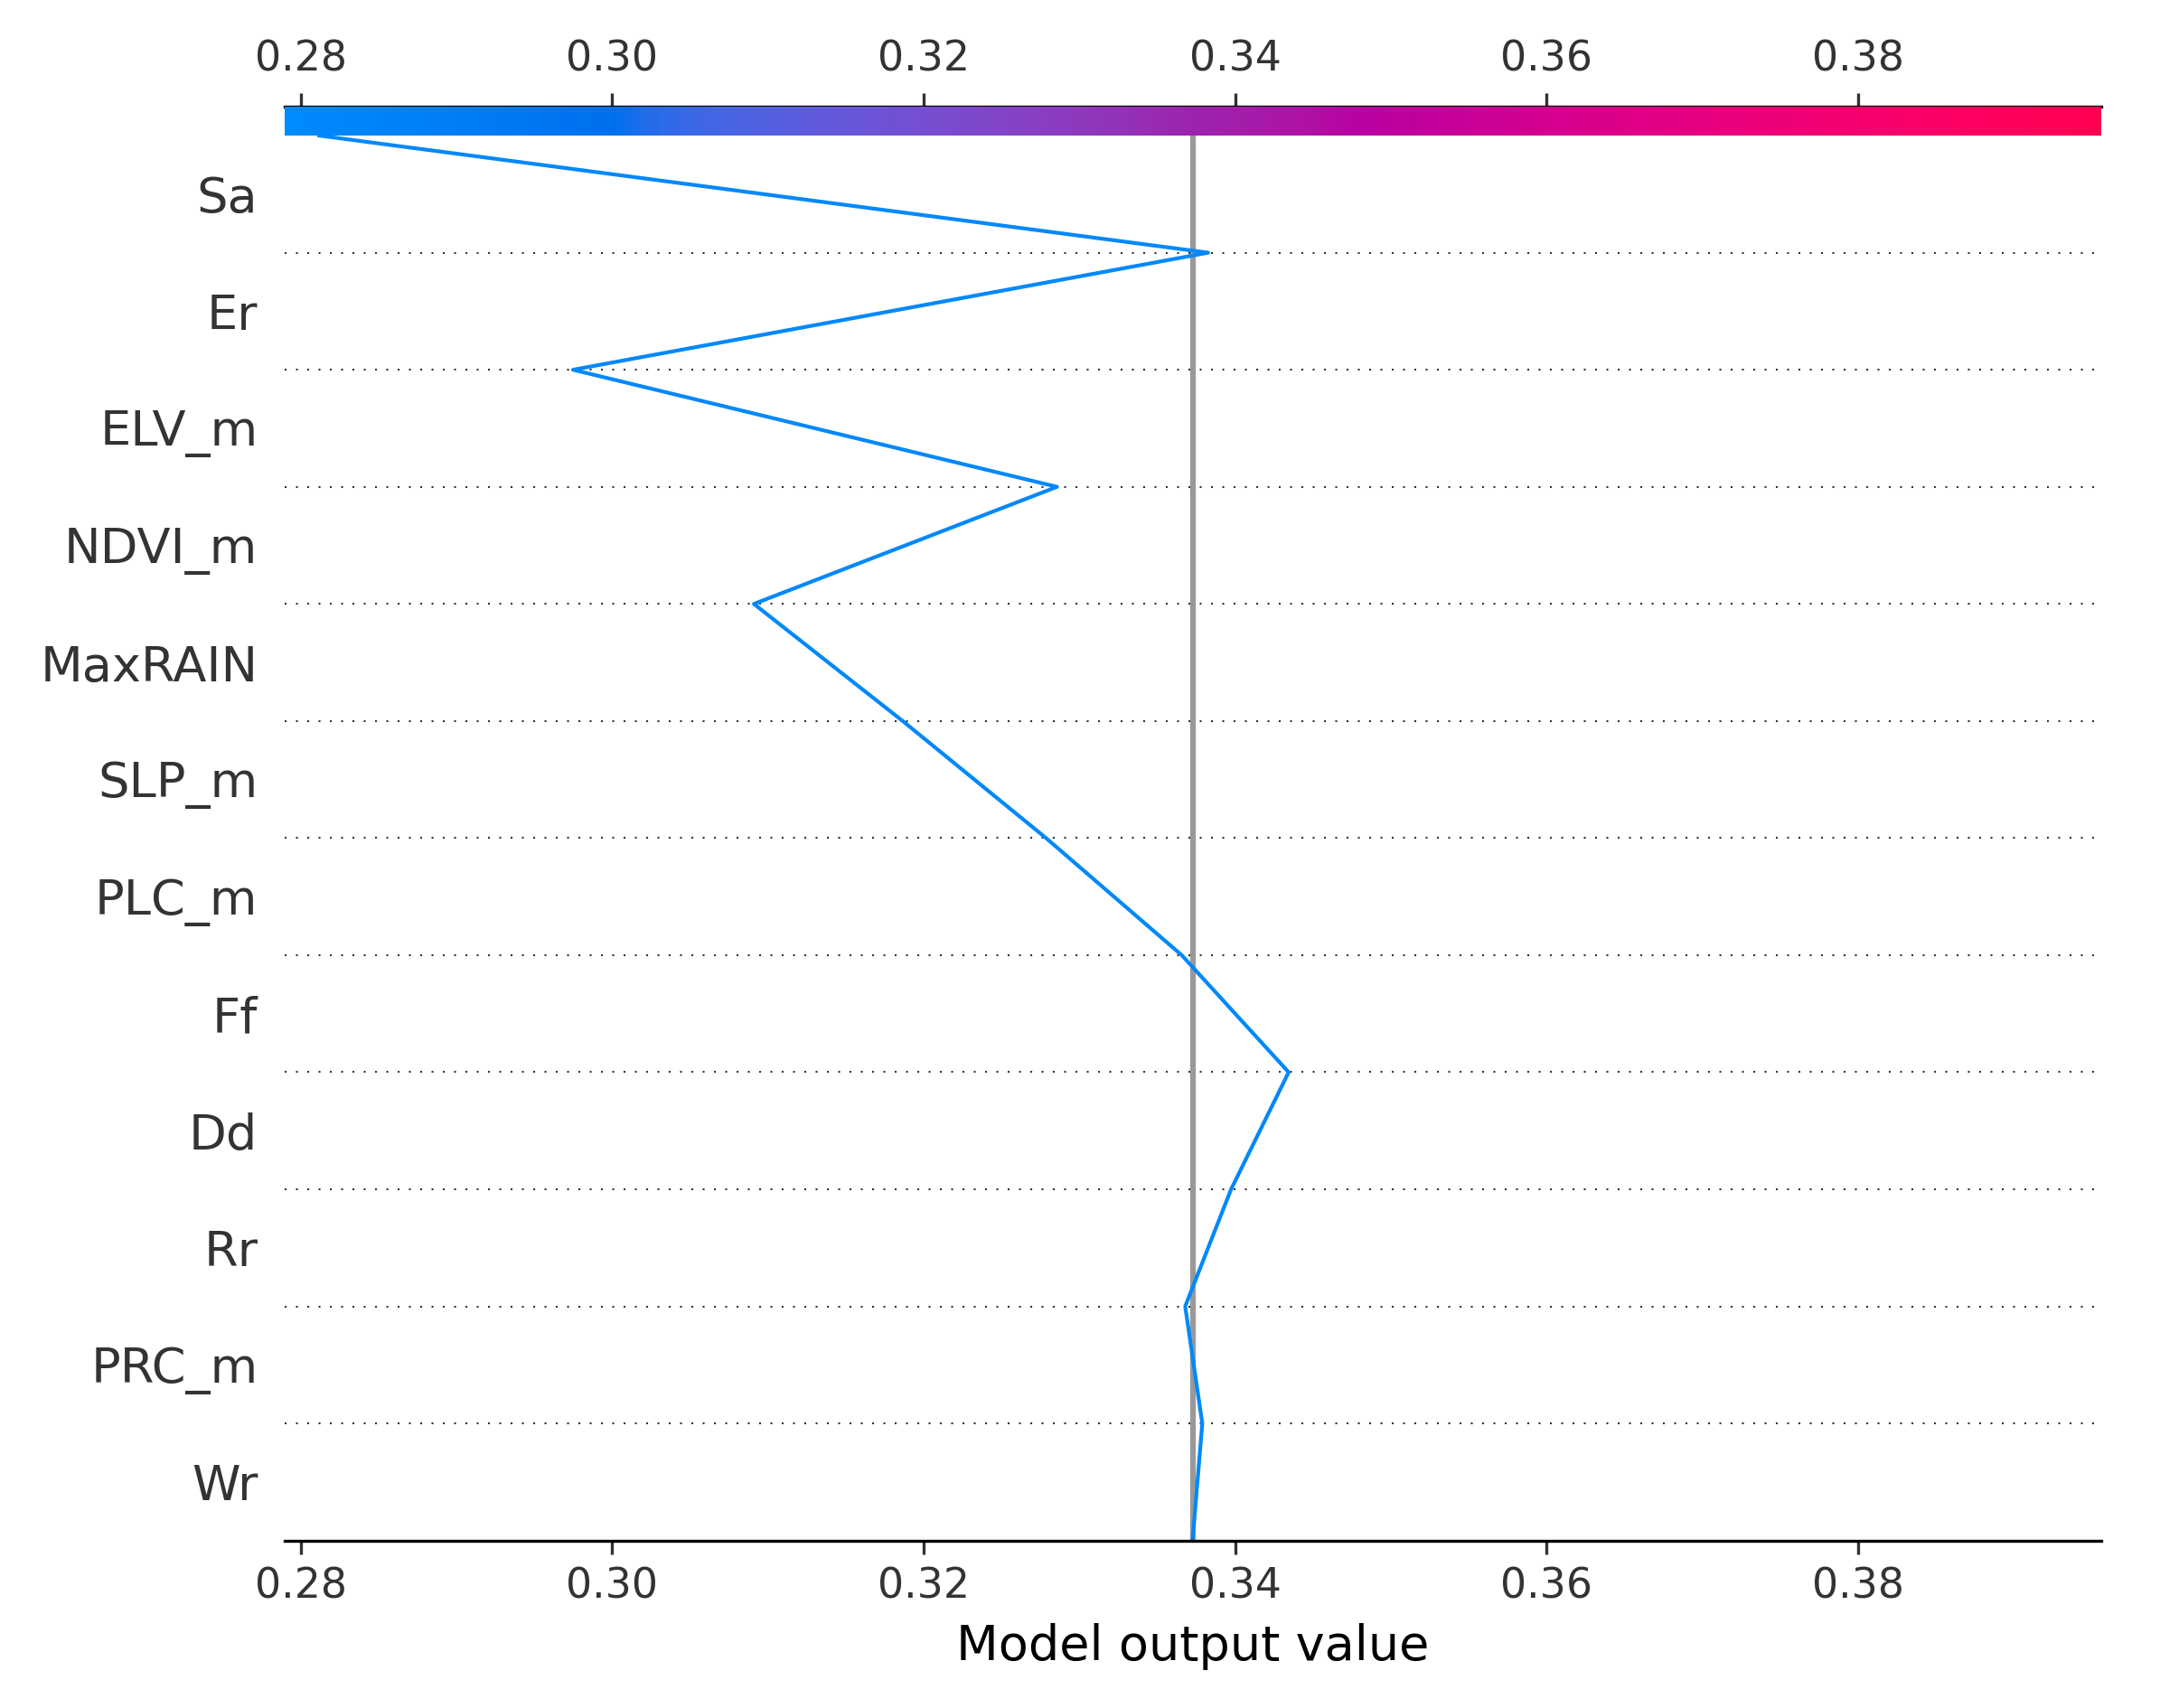 0.28 0.30 0.32 0.34 0.36 0.38
Sa
Er
ELV_m
NDVI_m
MaxRAIN
SLP_m
PLC_m
Ff
Dd
Rr
PRC_m
Wr
0.28 0.30 0.32 0.34 0.36 0.38
Model output value